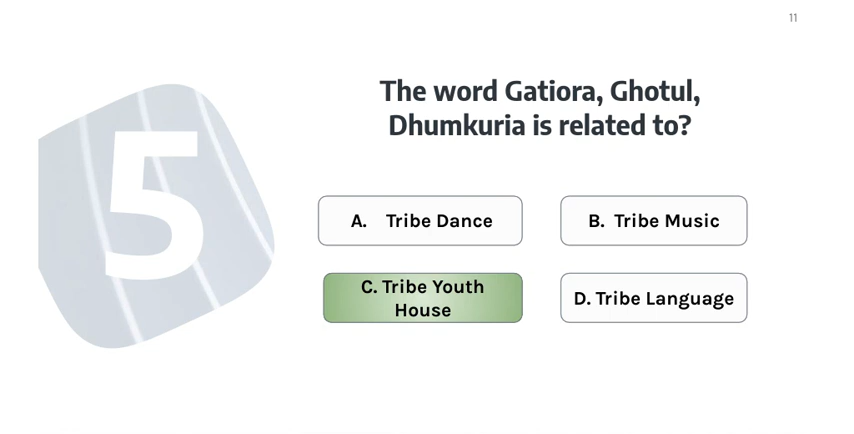 11
5
The word Gatiora, Ghotul,
Dhumkuria is related to?
A. Tribe Dance
B. Tribe Music
C. Tribe Youth
House
D. Tribe Language